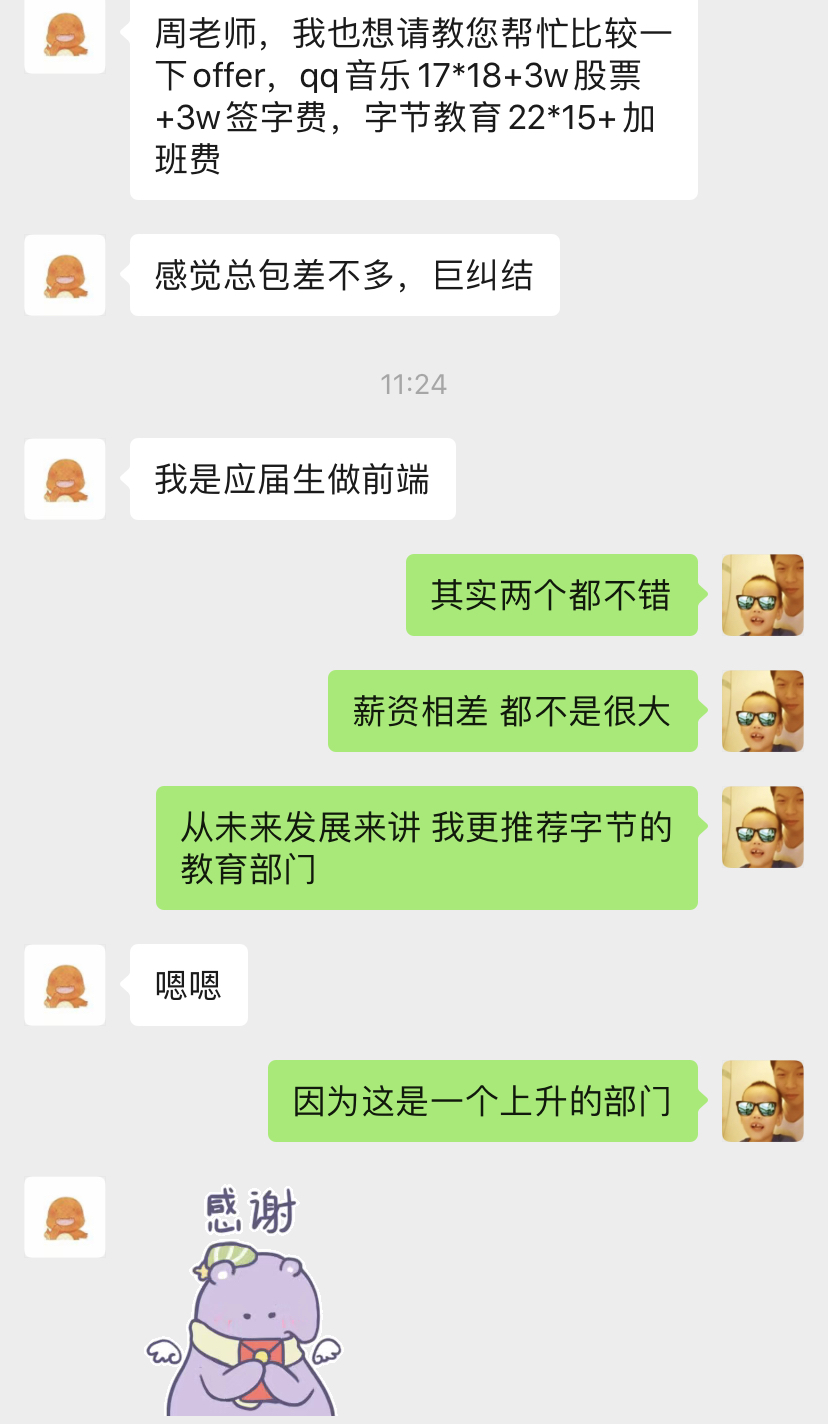 周老师，我也想请教您帮忙比较一
下offer，qq音乐17*18+3w股票
+3w签字费，字节教育22*15+加
班费
感觉总包差不多，巨纠结
11:24
我是应届生做前端
其实两个都不错
薪资相差 都不是很大
从未来发展来讲 我更推荐字节的
教育部门
嗯嗯
因为这是一个上升的部门
感谢